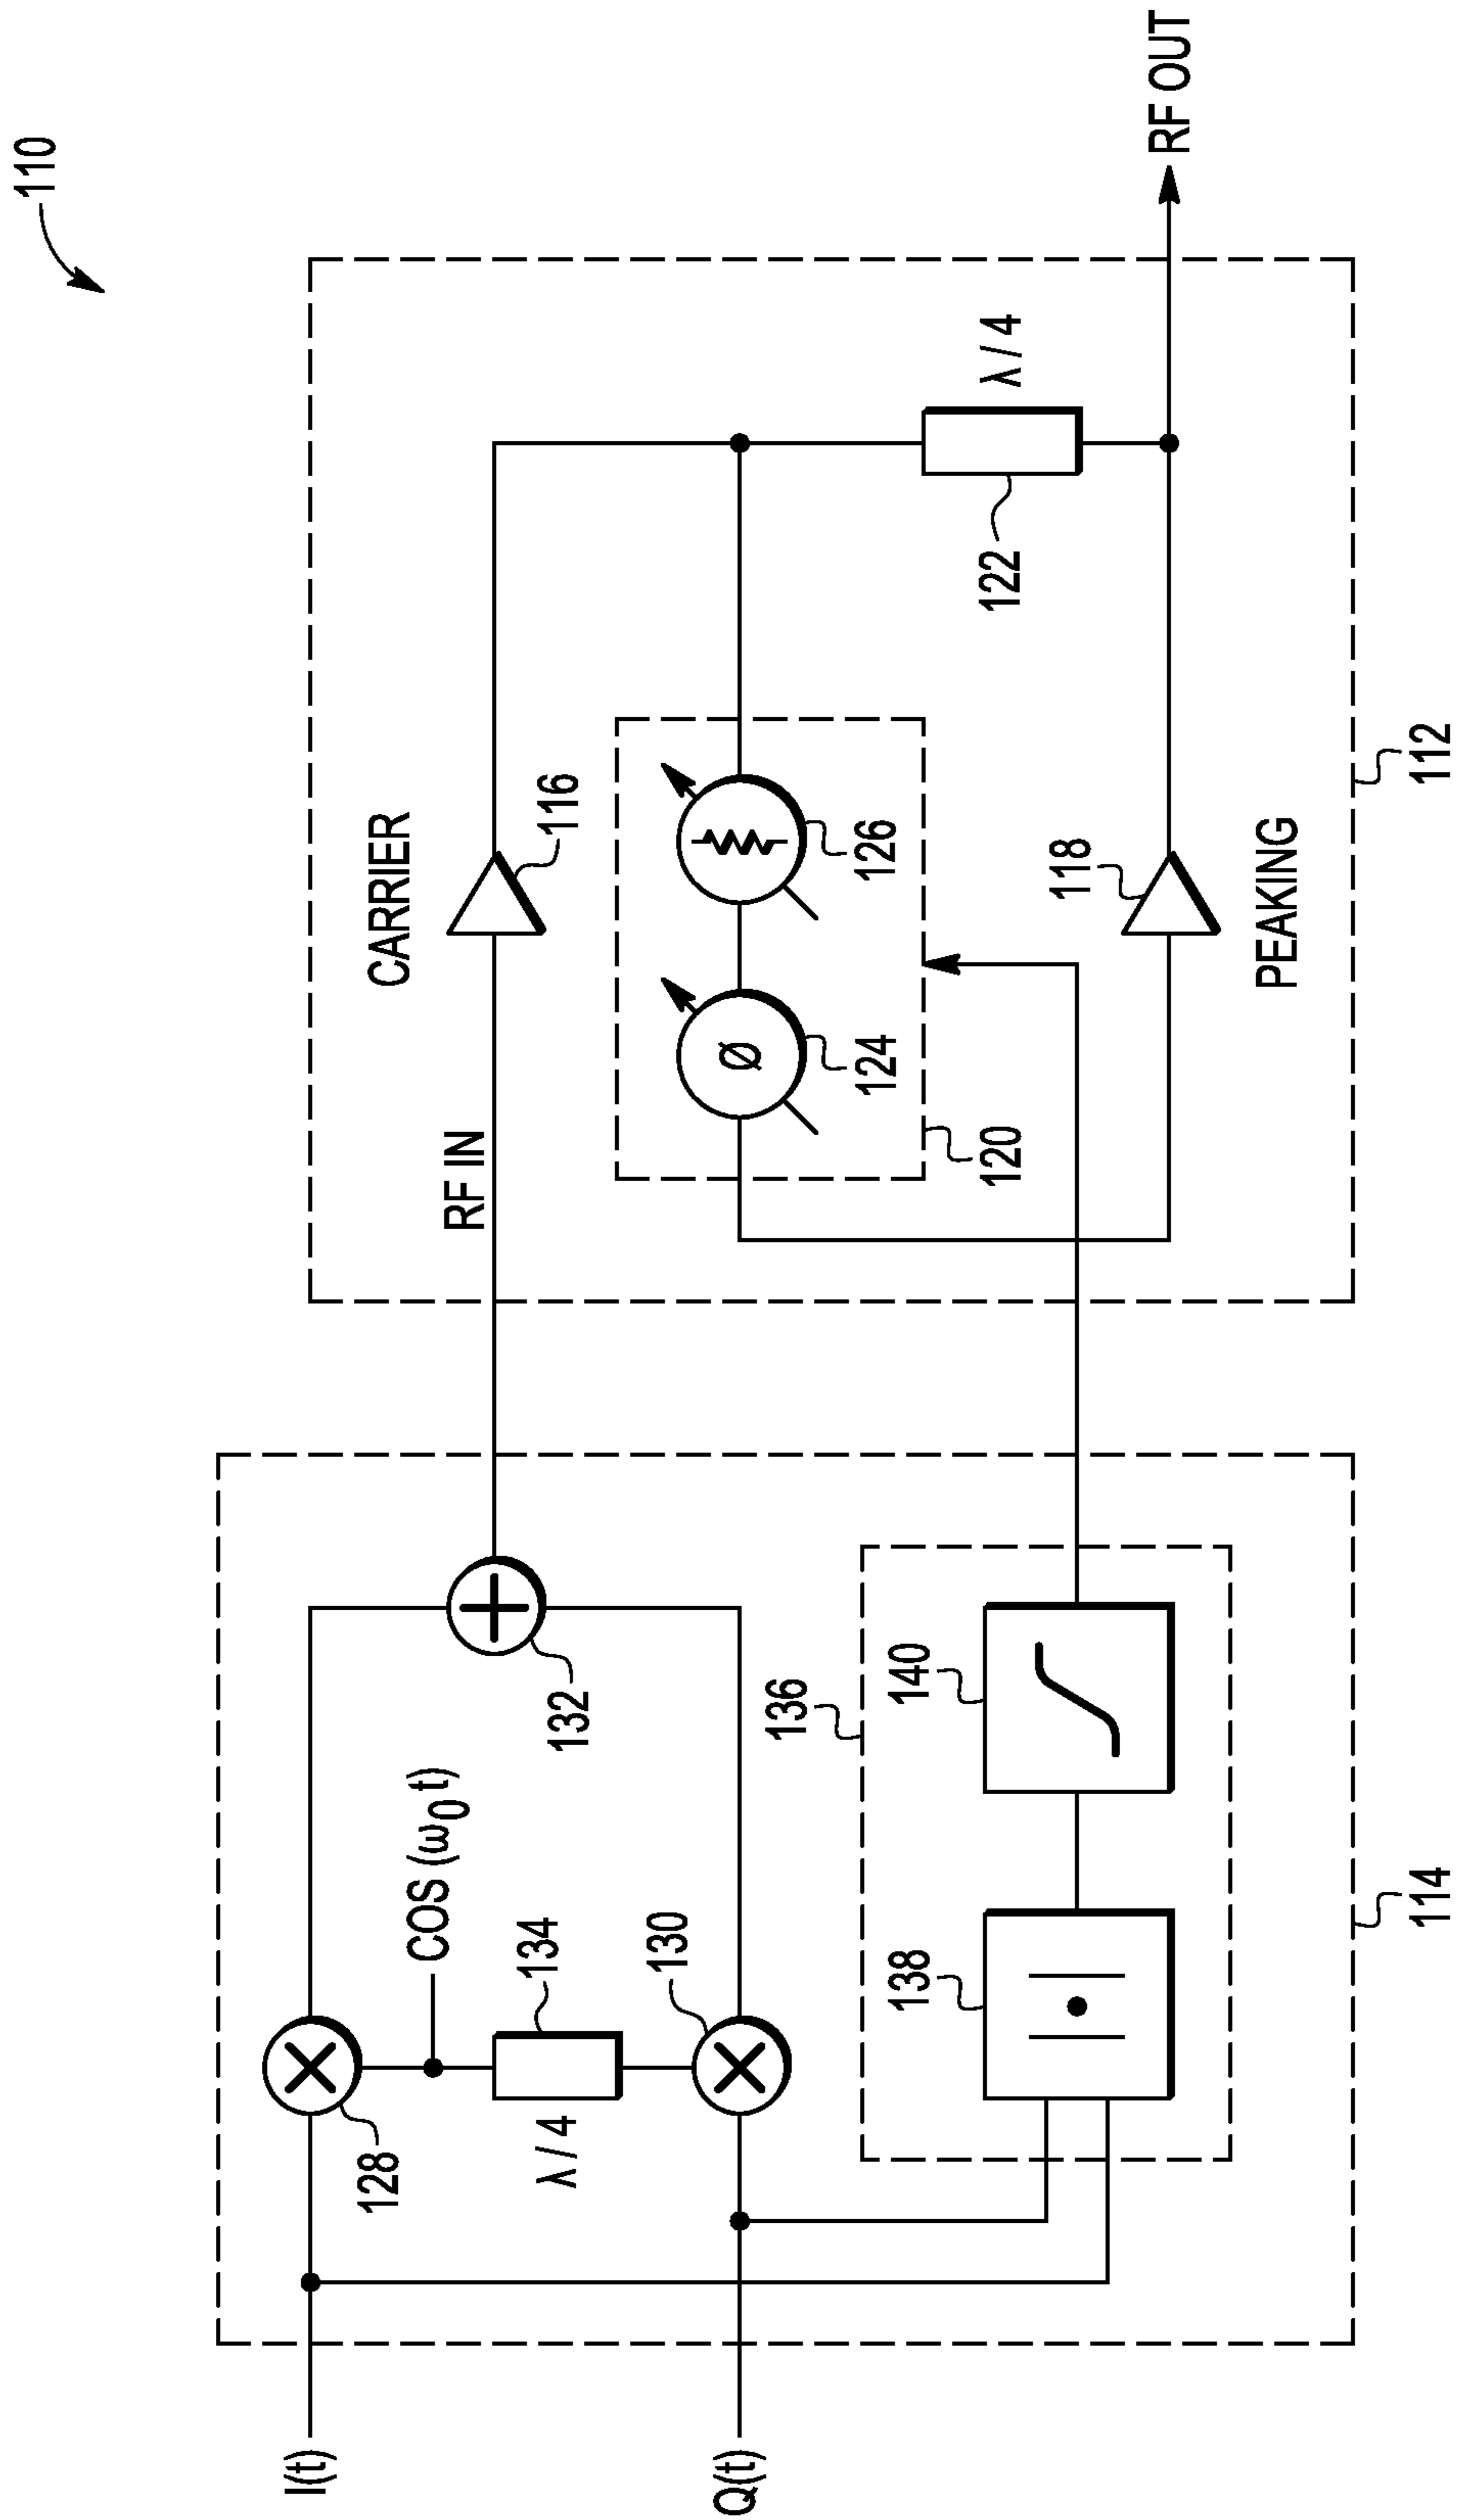 110
CARRIER
116
RF IN
RF OUT
λ / 4
122
126
124
120
118
PEAKING
112
I(t)
Q(t)
COS (ω0t)
128
λ / 4
134
130
132
136
138
140
÷
Ø
114